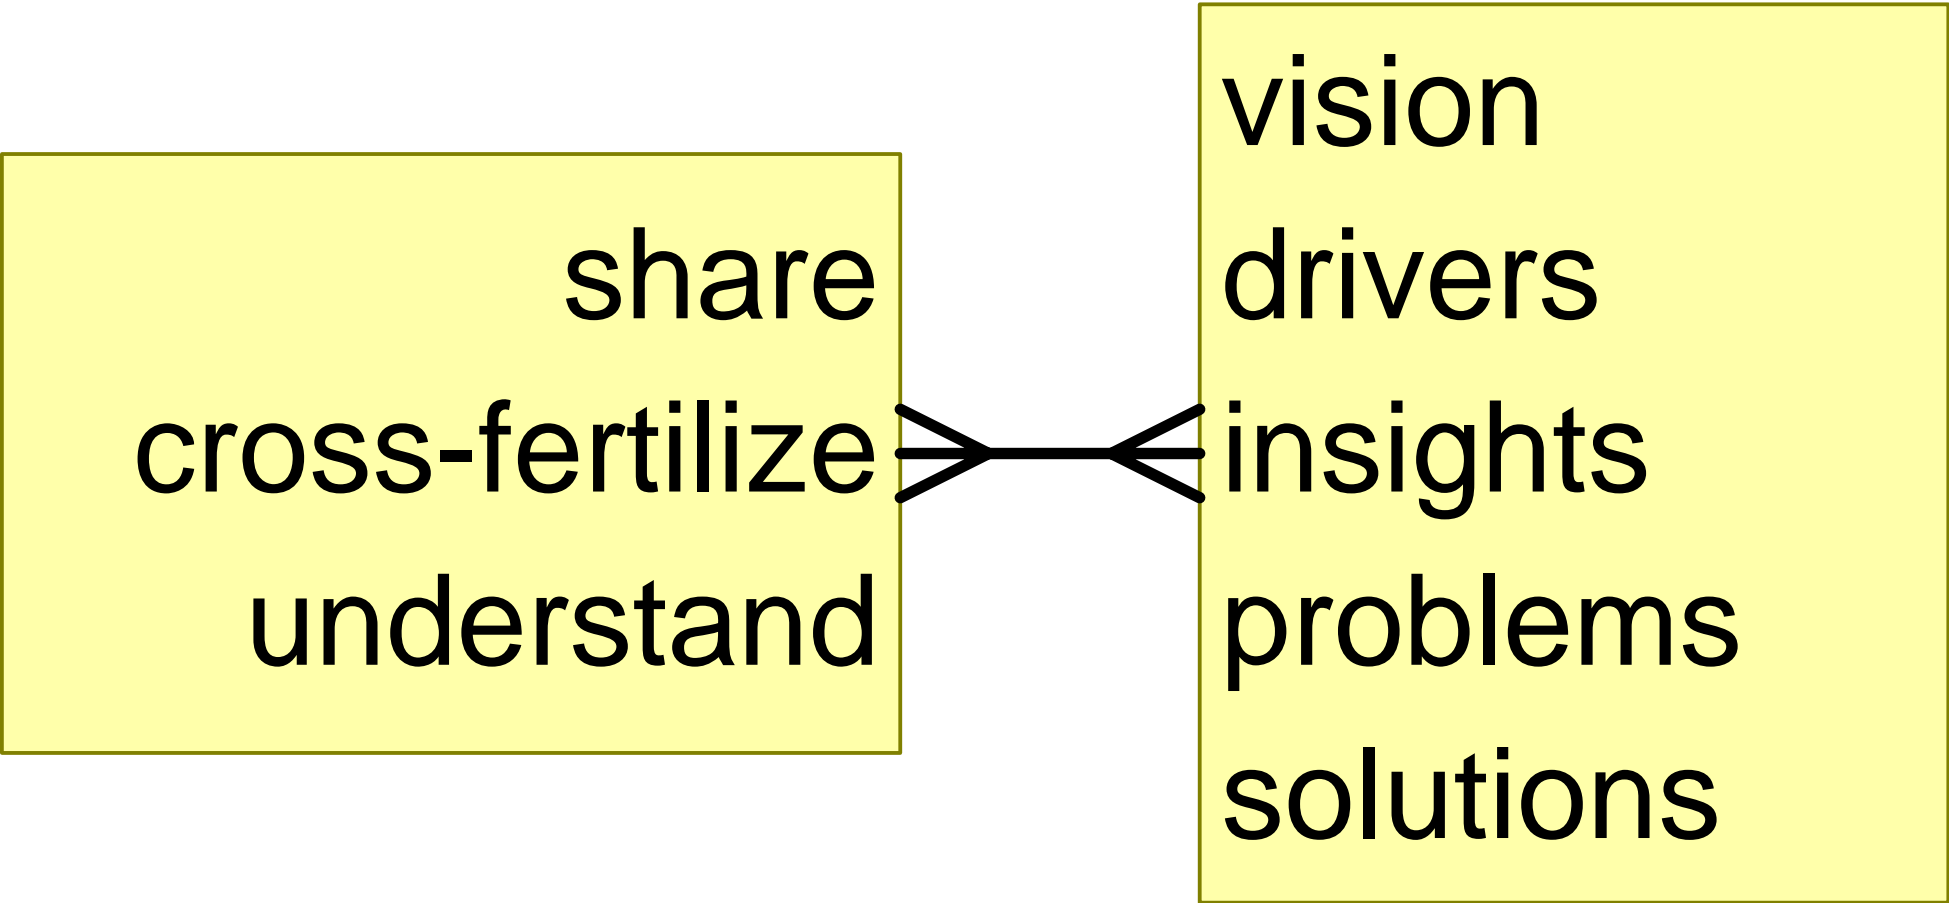 share
cross-fertilize
understand
vision
drivers
insights
problems
solutions